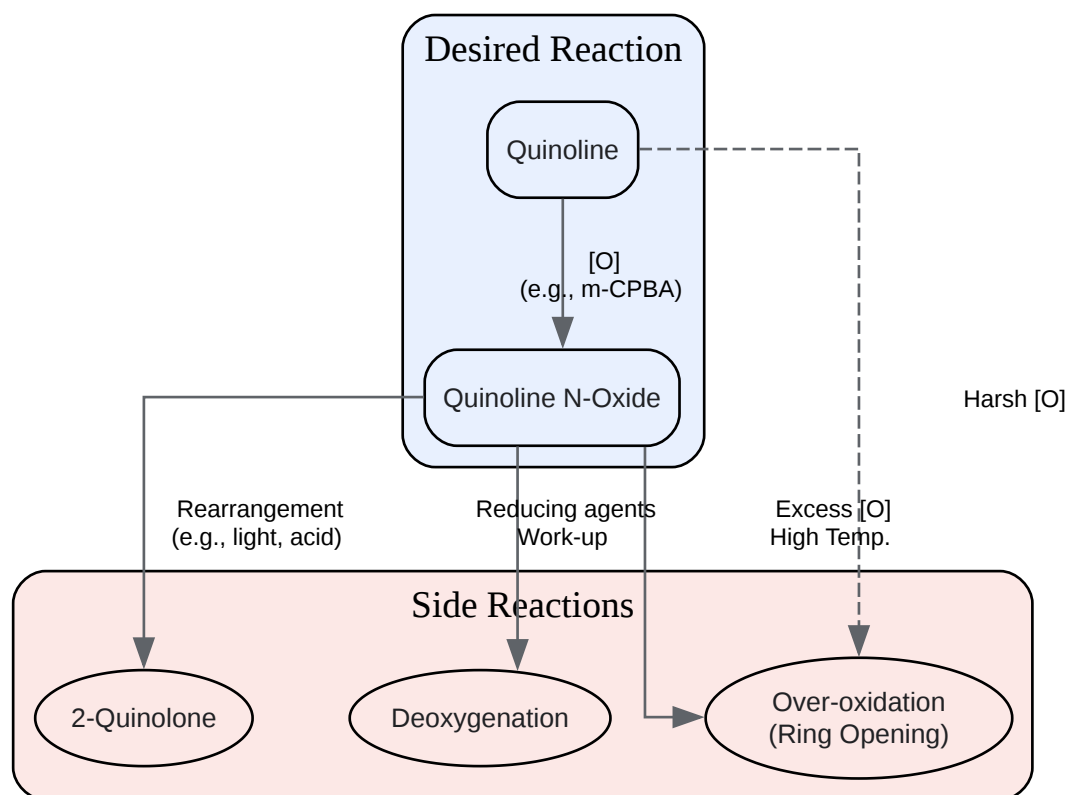 Desired Reaction
Quinoline
[O]
(e.g., m-CPBA)
Quinoline N-Oxide
Harsh [O]
Rearrangement
(e.g., light, acid)
Reducing agents
Work-up
Excess [O]
High Temp.
Side Reactions
2-Quinolone
Deoxygenation
Over-oxidation
(Ring Opening)